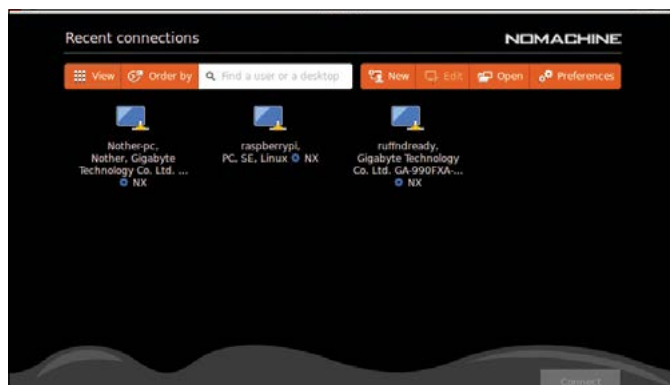 Recent connections
NOMACHINE
View Order by Find a user or a desktop New Edit Open Preferences
Nother-pc,
Nother, Gigabyte
Technology Co. Ltd. ...
NX
raspberrypi,
PC, SE, Linux NX
ruffndready,
Gigabyte Technology
Co. Ltd. GA-990FXA-...
NX
Connect